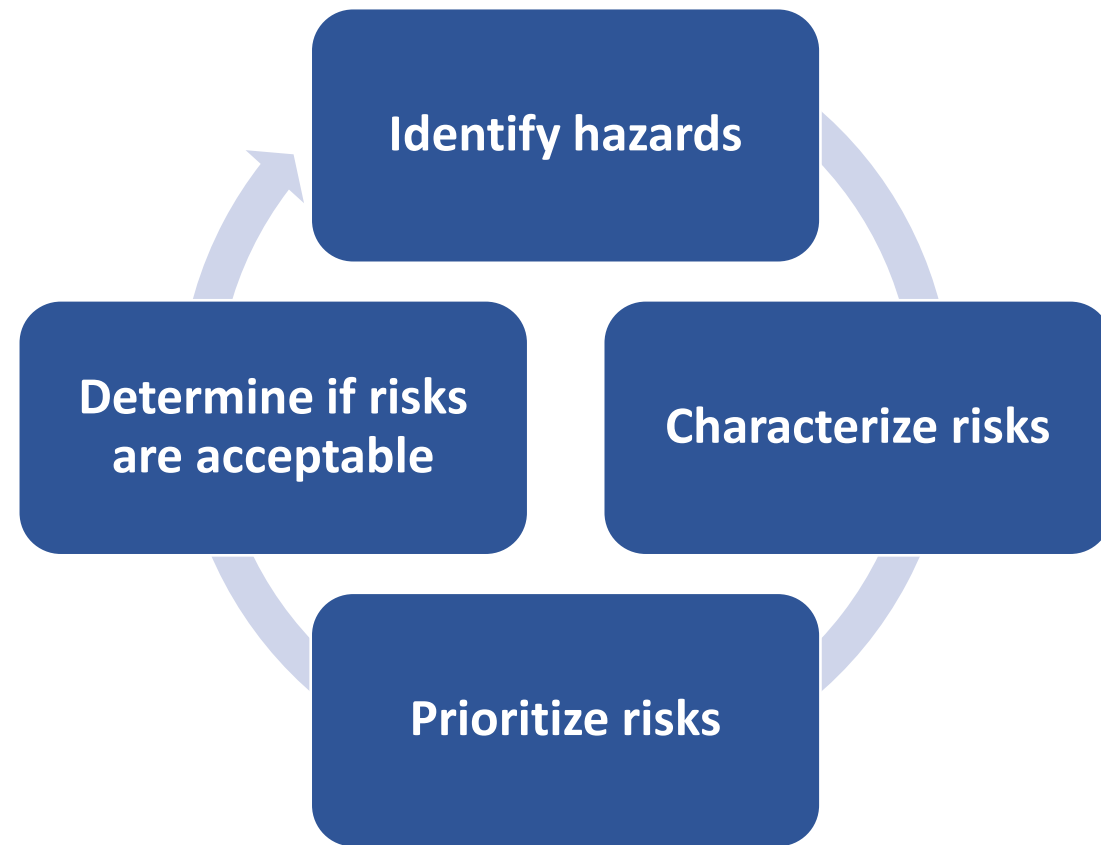 Identify hazards
Characterize risks
Prioritize risks
Determine if risks
are acceptable